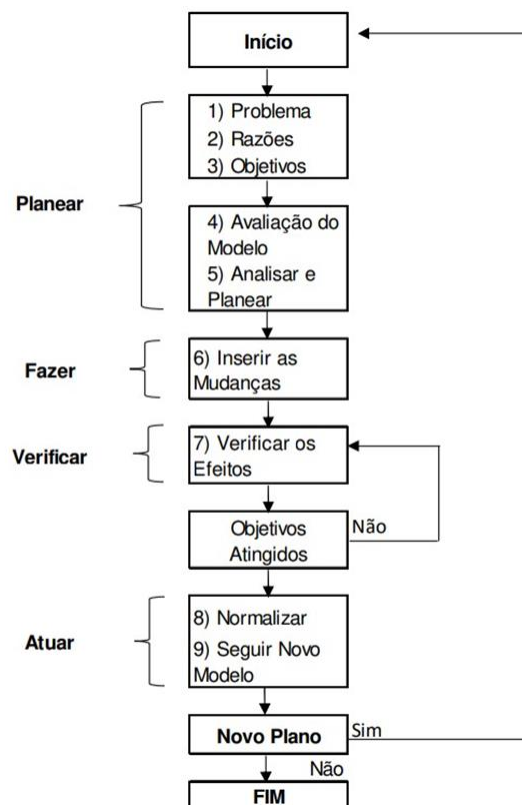 Início
1) Problema
2) Razões
3) Objetivos
Planear
4) Avaliação do
Modelo
5) Analisar e
Planear
Fazer
6) Inserir as
Mudanças
Verificar
7) Verificar os
Efeitos
Objetivos
Atingidos
Não
Atuar
8) Normalizar
9) Seguir Novo
Modelo
Novo Plano
Sim
Não
FIM